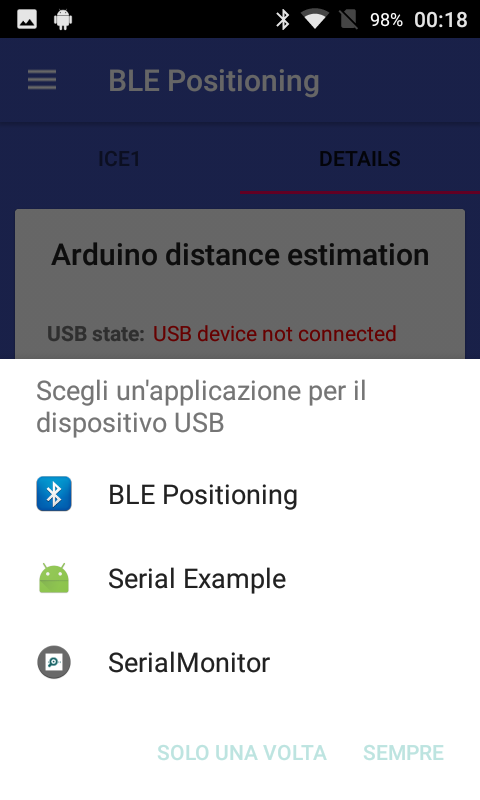 98% 00:18
BLE Positioning
ICE1 DETAILS
Arduino distance estimation
USB state: USB device not connected
Scegli un'applicazione per il
dispositivo USB
BLE Positioning
Serial Example
SerialMonitor
SOLO UNA VOLTA SEMPRE